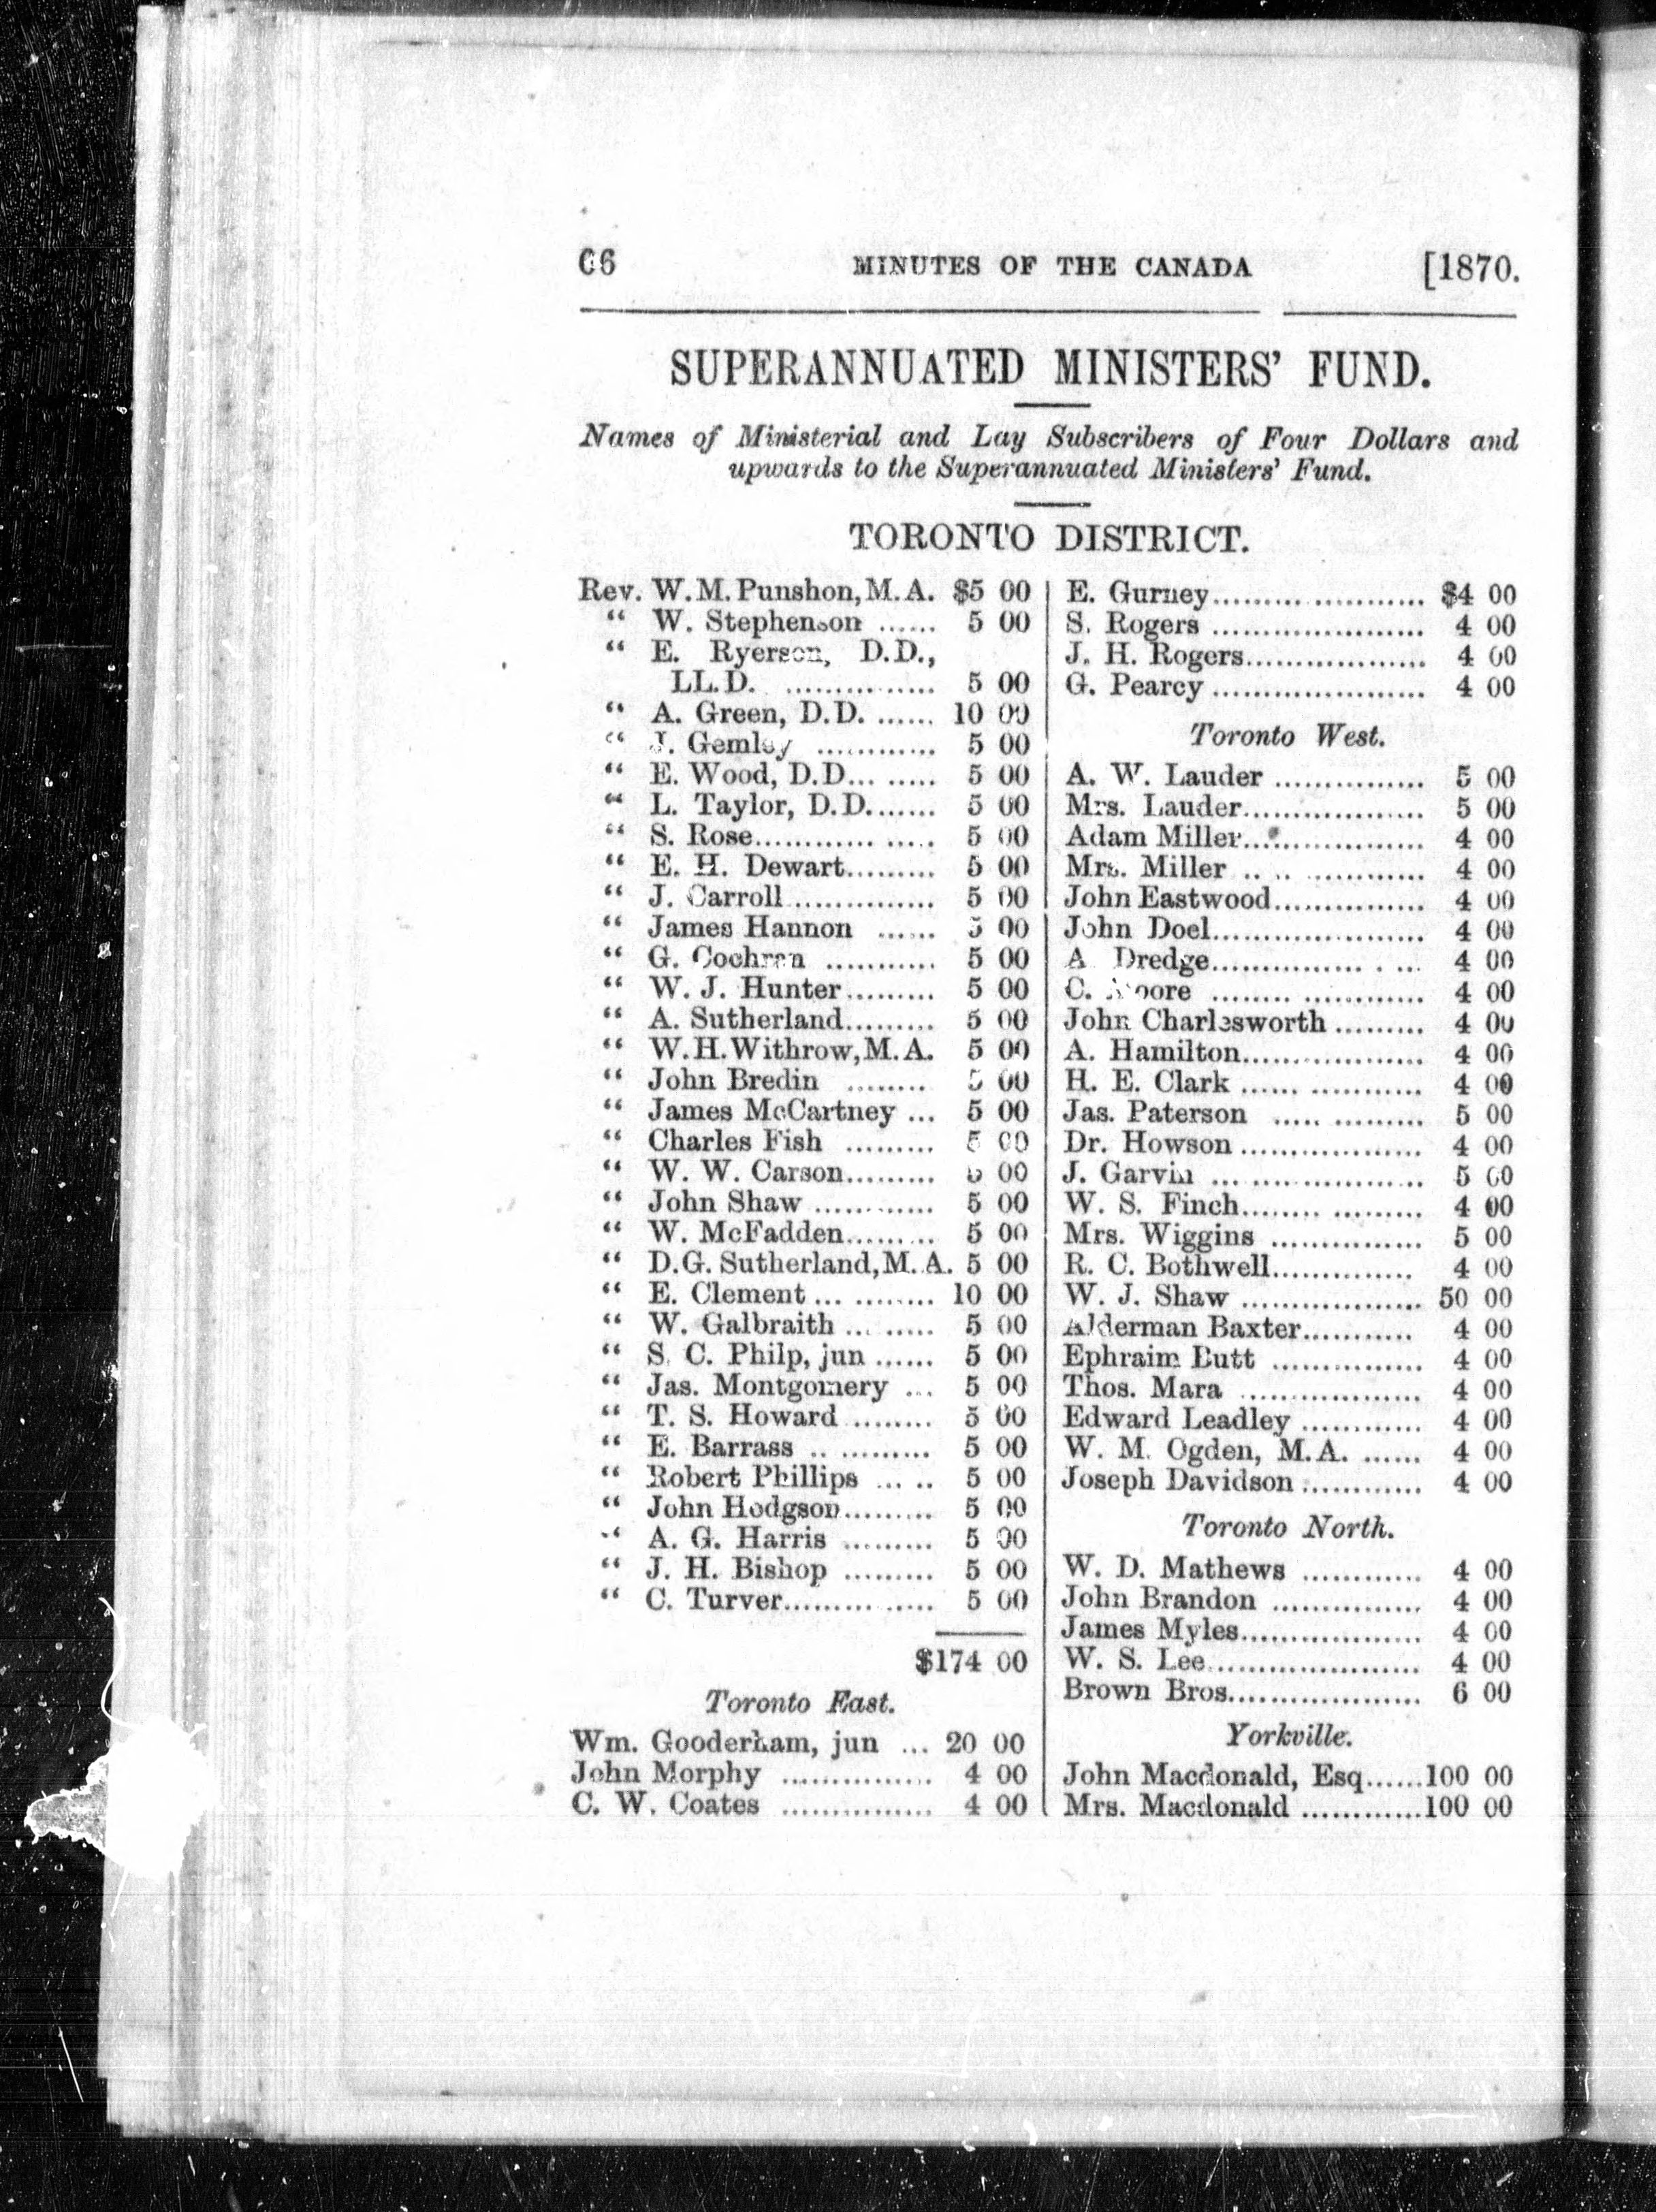 66 MINUTES OF THE CANADA [1870.
SUPERANNUATED MINISTERS' FUND.
Names of Ministerial and Lay Subscribers of Four Dollars and
upwards to the Superannuated Ministers' Fund.
TORONTO DISTRICT.
Rev. W. M. Punshon, M. A. $5 00
" W. Stephenson ...... 5 00
" E. Ryerson, D.D.,
LL.D. ............... 5 00
" A. Green, D.D. ...... 10 00
" J. Gemley ............ 5 00
" E. Wood, D.D... ...... 5 00
" L. Taylor, D.D....... 5 00
" S. Rose............ ..... 5 00
" E. H. Dewart......... 5 00
" J. Carroll.............. 5 00
" James Hannon ...... 5 00
" G. Cochran ........... 5 00
" W. J. Hunter......... 5 00
" A. Sutherland......... 5 00
" W. H. Withrow, M. A. 5 00
" John Bredin ........ 5 00
" James McCartney ... 5 00
" Charles Fish ......... 5 00
" W. W. Carson......... 5 00
" John Shaw ............ 5 00
" W. McFadden......... 5 00
" D.G. Sutherland, M. A. 5 00
" E. Clement ... ........ 10 00
" W. Galbraith ... ...... 5 00
" S. C. Philp, jun ...... 5 00
" Jas. Montgomery ... 5 00
" T. S. Howard ........ 5 00
" E. Barrass .. ......... 5 00
" Robert Phillips ... .. 5 00
" John Hodgson......... 5 00
" A. G. Harris ......... 5 00
" J. H. Bishop ......... 5 00
" C. Turver......... ...... 5 00
$174 00
Toronto East.
Wm. Gooderham, jun ... 20 00
John Morphy ............... 4 00
C. W. Coates ............... 4 00
E. Gurney..................... $4 00
S. Rogers ..................... 4 00
J. H. Rogers.................. 4 00
G. Pearcy ..................... 4 00
Toronto West.
A. W. Lauder ............... 5 00
Mrs. Lauder.................. 5 00
Adam Miller.................. 4 00
Mrs. Miller .. .. ............ 4 00
John Eastwood............... 4 00
John Doel..................... 4 00
A Dredge............... . ... 4 00
C. Moore ........ ............ 4 00
John Charlesworth ......... 4 00
A. Hamilton.................. 4 00
H. E. Clark ...... ........... 4 00
Jas. Paterson ..... ......... 5 00
Dr. Howson .................. 4 00
J. Garvin ... ................. 5 00
W. S. Finch........ ......... 4 00
Mrs. Wiggins ............... 5 00
R. C. Bothwell.............. 4 00
W. J. Shaw .................. 50 00
Alderman Baxter........... 4 00
Ephraim Butt ............... 4 00
Thos. Mara .................. 4 00
Edward Leadley ............ 4 00
W. M. Ogden, M.A. ...... 4 00
Joseph Davidson ............ 4 00
Toronto North.
W. D. Mathews ............ 4 00
John Brandon ............... 4 00
James Myles.................. 4 00
W. S. Lee..................... 4 00
Brown Bros................... 6 00
Yorkville.
John Macdonald, Esq......100 00
Mrs. Macdonald ............100 00